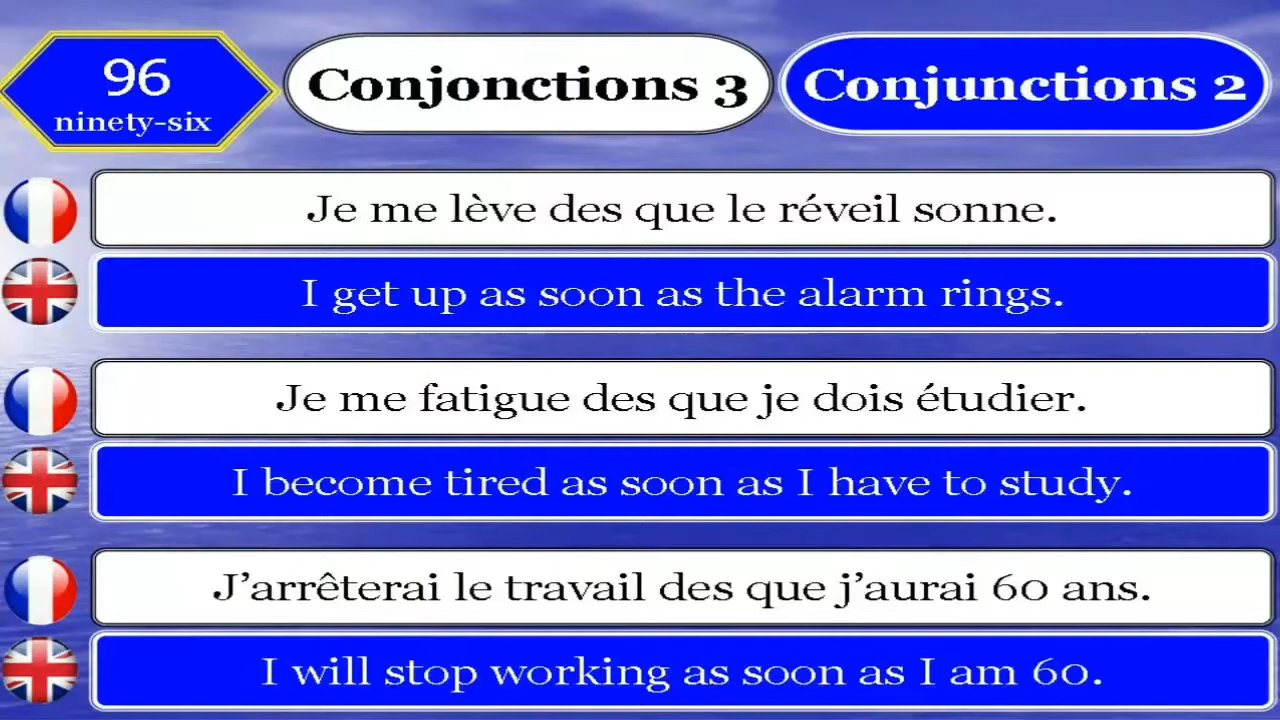 96
ninety-six
Conjonctions 3
Conjunctions 2
Je me lève des que le réveil sonne.
I get up as soon as the alarm rings.
Je me fatigue des que je dois étudier.
I become tired as soon as I have to study.
J’arrêterai le travail des que j’aurai 60 ans.
I will stop working as soon as I am 60.